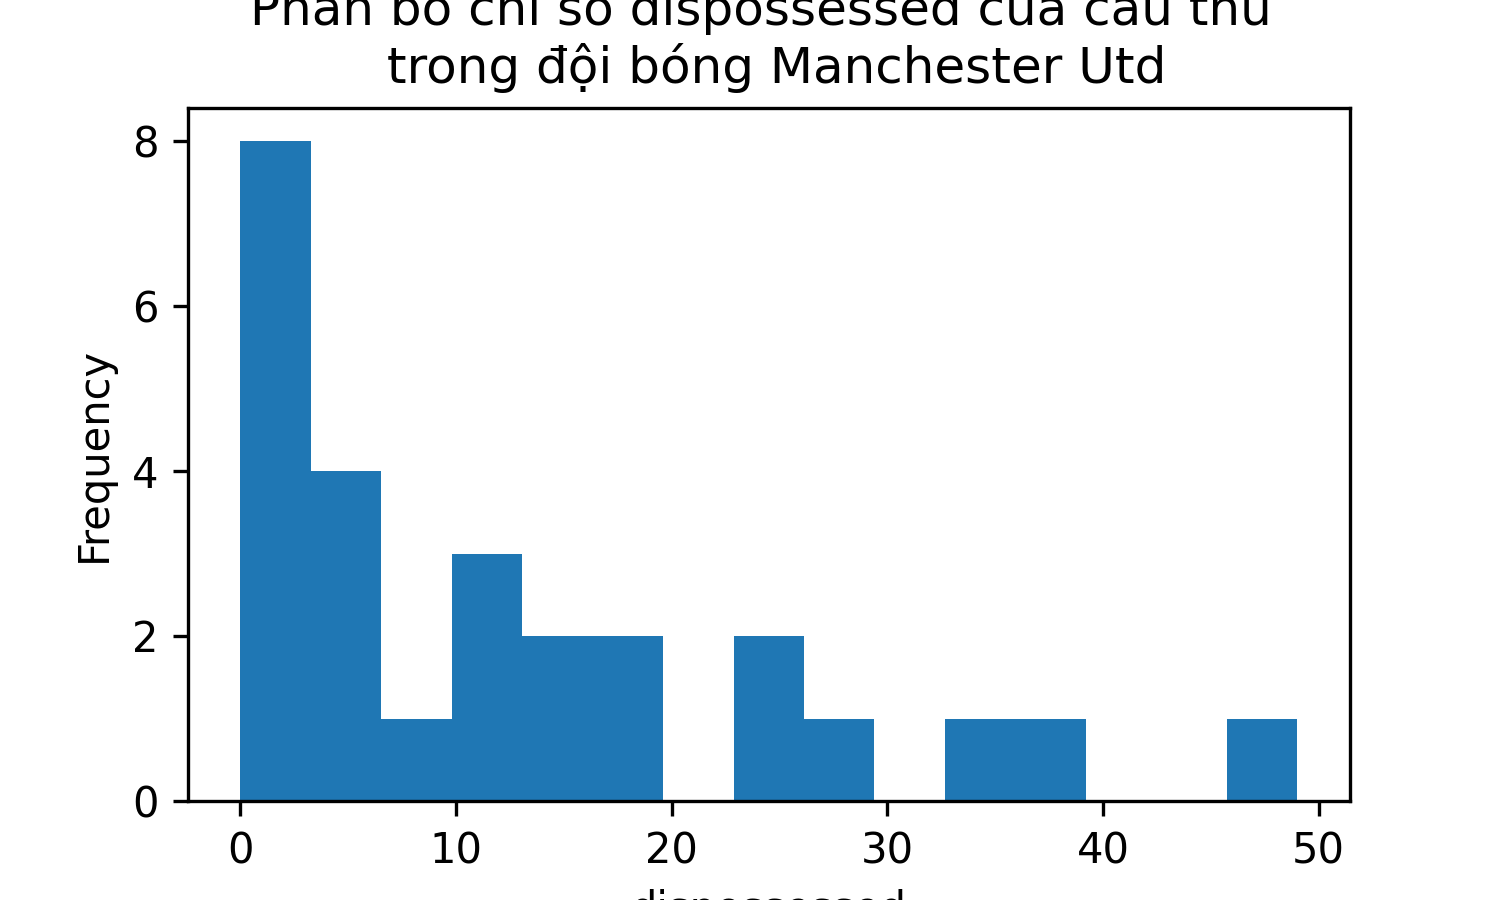 Phân bố chỉ số dispossessed của cầu thủ
trong đội bóng Manchester Utd
8
6
4
2
0
Frequency
0 10 20 30 40 50
dispossessed